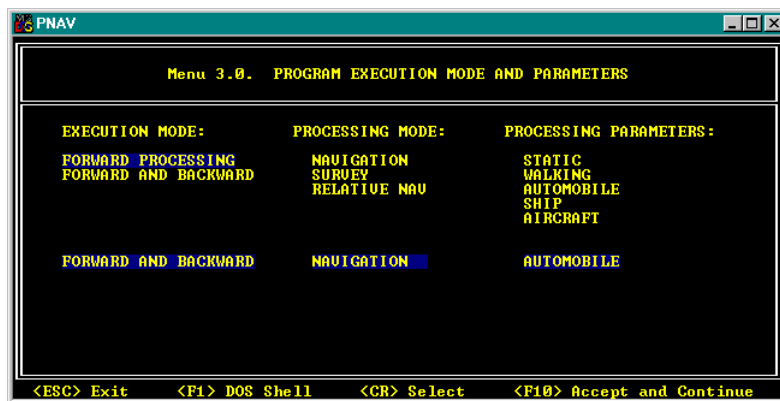 PNAV
Menu 3.0. PROGRAM EXECUTION MODE AND PARAMETERS
EXECUTION MODE: PROCESSING MODE: PROCESSING PARAMETERS:
FORWARD PROCESSING NAVIGATION STATIC
FORWARD AND BACKWARD SURVEY WALKING
RELATIVE NAV AUTOMOBILE
SHIP
AIRCRAFT
FORWARD AND BACKWARD NAVIGATION AUTOMOBILE
<ESC> Exit <F1> DOS Shell <CR> Select <F10> Accept and Continue